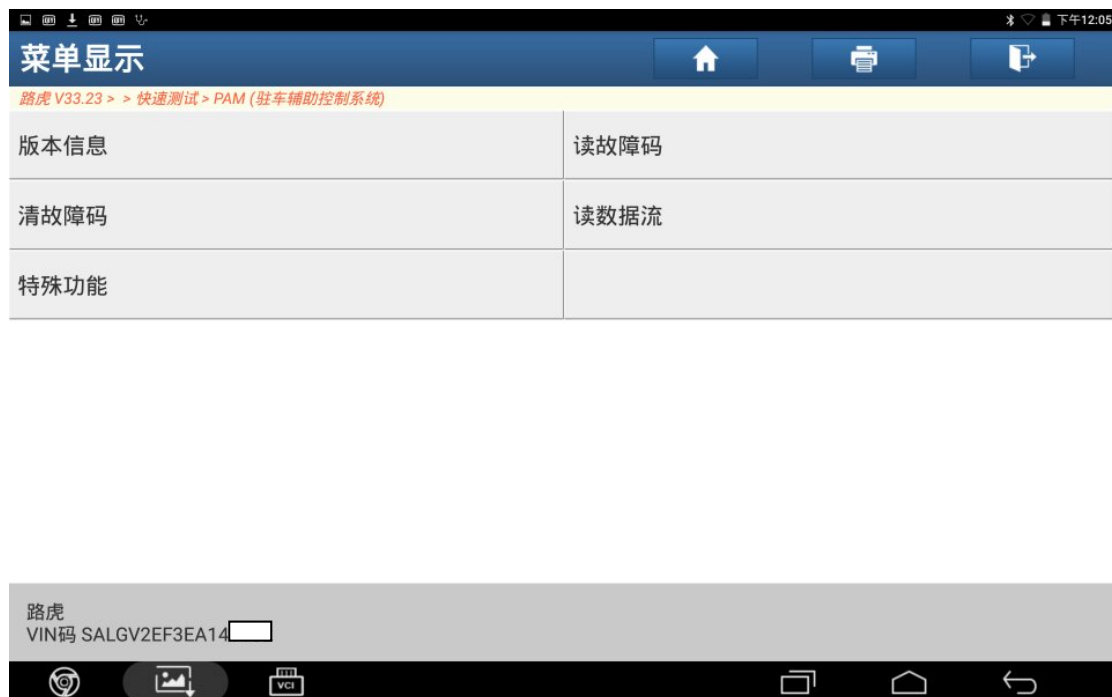 下午12:05
菜单显示
路虎 V33.23 > > 快速测试 > PAM (驻车辅助控制系统)
版本信息
读故障码
清故障码
读数据流
特殊功能
路虎
VIN码 SALGV2EF3EA14
VCI